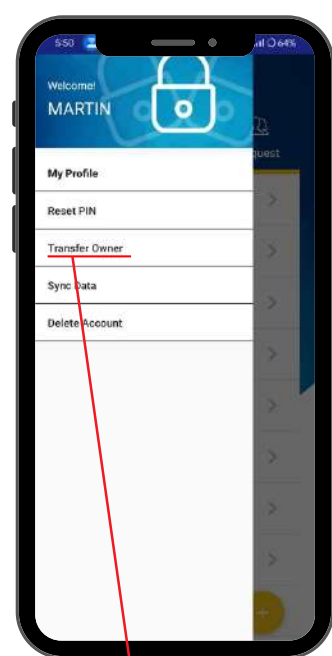 5:50 64%
Welcome!
MARTIN
quest
My Profile
Reset PIN
Transfer Owner
Sync Data
Delete Account